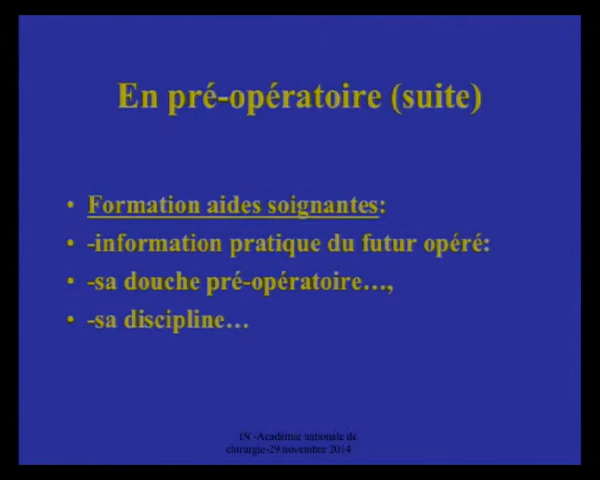 En pré-opératoire (suite)
• Formation aides soignantes:
• -information pratique du futur opéré:
• -sa douche pré-opératoire…,
• -sa discipline…
-Académie nationale de
chirurgie-29 novembre 2014